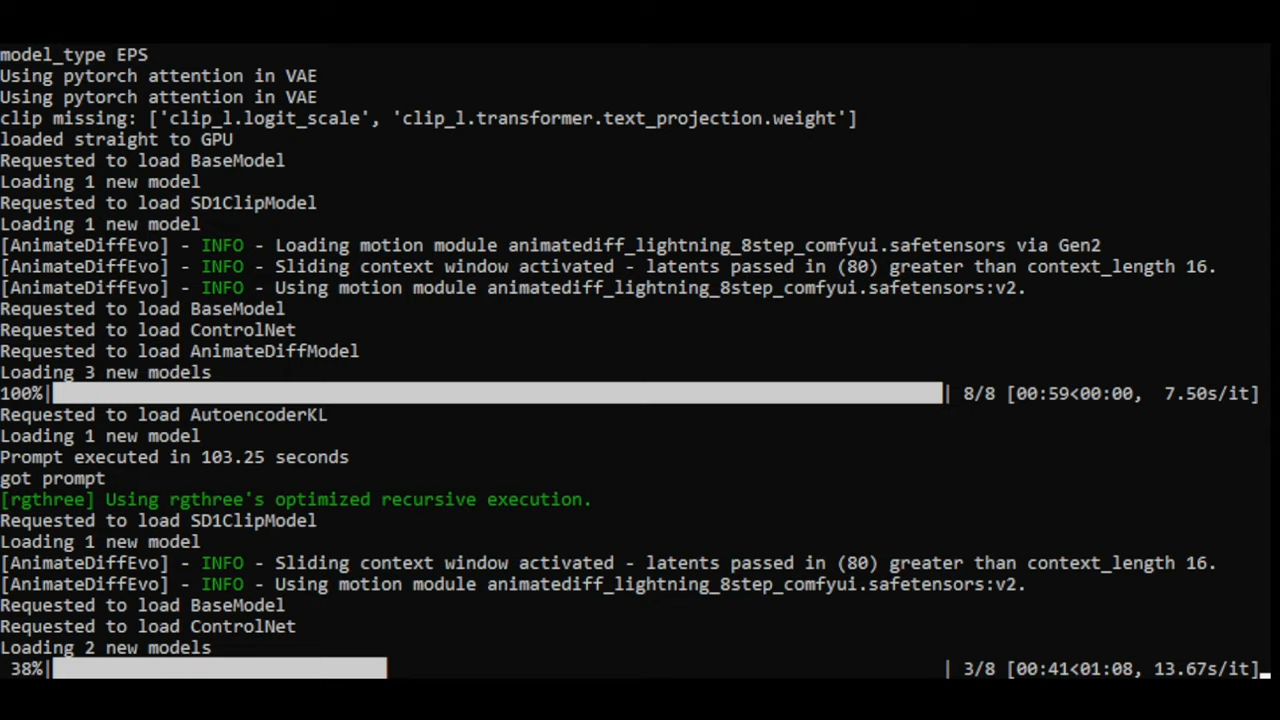 model_type EPS
Using pytorch attention in VAE
Using pytorch attention in VAE
clip missing: ['clip_l.logit_scale', 'clip_l.transformer.text_projection.weight']
loaded straight to GPU
Requested to load BaseModel
Loading 1 new model
Requested to load SD1ClipModel
Loading 1 new model
[AnimateDiffEvo] - INFO - Loading motion module animatediff_lightning_8step_comfyui.safetensors via Gen2
[AnimateDiffEvo] - INFO - Sliding context window activated - latents passed in (80) greater than context_length 16.
[AnimateDiffEvo] - INFO - Using motion module animatediff_lightning_8step_comfyui.safetensors:v2.
Requested to load BaseModel
Requested to load ControlNet
Requested to load AnimateDiffModel
Loading 3 new models
100%| | 8/8 [00:59<00:00, 7.50s/it]
Requested to load AutoencoderKL
Loading 1 new model
Prompt executed in 103.25 seconds
got prompt
[rgthree] Using rgthree's optimized recursive execution.
Requested to load SD1ClipModel
Loading 1 new model
[AnimateDiffEvo] - INFO - Sliding context window activated - latents passed in (80) greater than context_length 16.
[AnimateDiffEvo] - INFO - Using motion module animatediff_lightning_8step_comfyui.safetensors:v2.
Requested to load BaseModel
Requested to load ControlNet
Loading 2 new models
38%| | 3/8 [00:41<01:08, 13.67s/it]